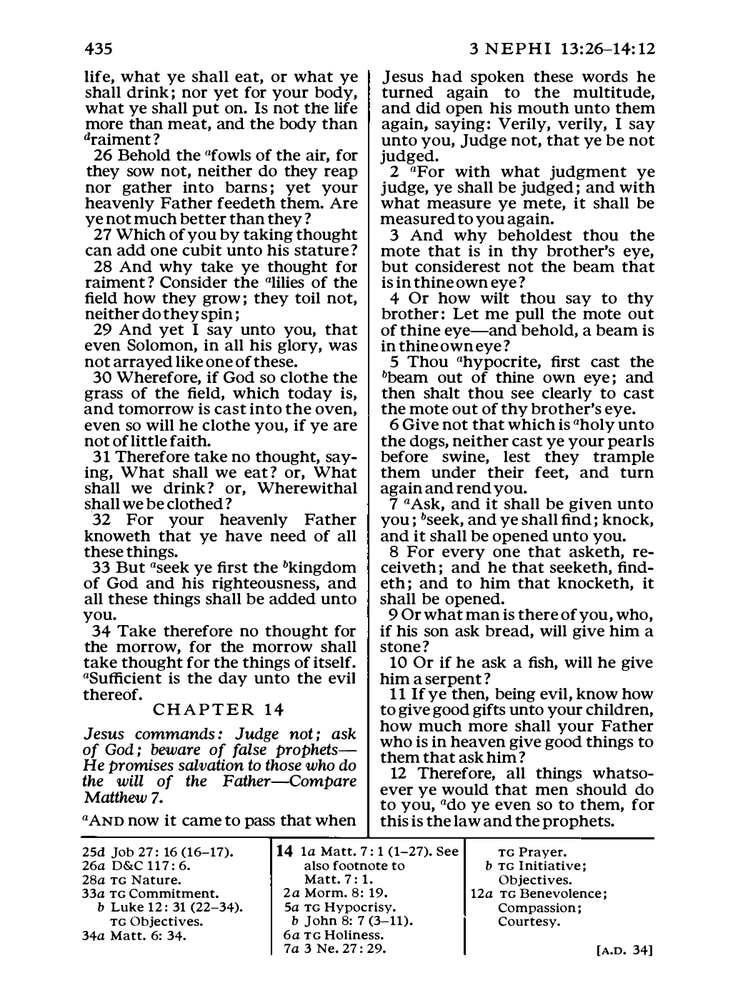 435
3 NEPHI 13:26–14:12
life, what ye shall eat, or what ye
shall drink; nor yet for your body,
what ye shall put on. Is not the life
more than meat, and the body than
draiment?
26 Behold the afowls of the air, for
they sow not, neither do they reap
nor gather into barns; yet your
heavenly Father feedeth them. Are
ye not much better than they?
27 Which of you by taking thought
can add one cubit unto his stature?
28 And why take ye thought for
raiment? Consider the alilies of the
field how they grow; they toil not,
neither do they spin;
29 And yet I say unto you, that
even Solomon, in all his glory, was
not arrayed like one of these.
30 Wherefore, if God so clothe the
grass of the field, which today is,
and tomorrow is cast into the oven,
even so will he clothe you, if ye are
not of little faith.
31 Therefore take no thought, say-
ing, What shall we eat? or, What
shall we drink? or, Wherewithal
shall we be clothed?
32 For your heavenly Father
knoweth that ye have need of all
these things.
33 But aseek ye first the bkingdom
of God and his righteousness, and
all these things shall be added unto
you.
34 Take therefore no thought for
the morrow, for the morrow shall
take thought for the things of itself.
aSufficient is the day unto the evil
thereof.
CHAPTER 14
Jesus commands: Judge not; ask
of God; beware of false prophets—
He promises salvation to those who do
the will of the Father—Compare
Matthew 7.
aAND now it came to pass that when
Jesus had spoken these words he
turned again to the multitude,
and did open his mouth unto them
again, saying: Verily, verily, I say
unto you, Judge not, that ye be not
judged.
2 aFor with what judgment ye
judge, ye shall be judged; and with
what measure ye mete, it shall be
measured to you again.
3 And why beholdest thou the
mote that is in thy brother's eye,
but considerest not the beam that
is in thine own eye?
4 Or how wilt thou say to thy
brother: Let me pull the mote out
of thine eye—and behold, a beam is
in thine own eye?
5 Thou ahypocrite, first cast the
bbeam out of thine own eye; and
then shalt thou see clearly to cast
the mote out of thy brother's eye.
6 Give not that which is aholy unto
the dogs, neither cast ye your pearls
before swine, lest they trample
them under their feet, and turn
again and rend you.
7 aAsk, and it shall be given unto
you; bseek, and ye shall find; knock,
and it shall be opened unto you.
8 For every one that asketh, re-
ceiveth; and he that seeketh, find-
eth; and to him that knocketh, it
shall be opened.
9 Or what man is there of you, who,
if his son ask bread, will give him a
stone?
10 Or if he ask a fish, will he give
him a serpent?
11 If ye then, being evil, know how
to give good gifts unto your children,
how much more shall your Father
who is in heaven give good things to
them that ask him?
12 Therefore, all things whatso-
ever ye would that men should do
to you, ado ye even so to them, for
this is the law and the prophets.
25d Job 27: 16 (16–17).
26a D&C 117: 6.
28a TG Nature.
33a TG Commitment.
b Luke 12: 31 (22–34).
TG Objectives.
34a Matt. 6: 34.
14 1a Matt. 7: 1 (1–27). See
also footnote to
Matt. 7: 1.
2a Morm. 8: 19.
5a TG Hypocrisy.
b John 8: 7 (3–11).
6a TG Holiness.
7a 3 Ne. 27: 29.
TG Prayer.
b TG Initiative;
Objectives.
12a TG Benevolence;
Compassion;
Courtesy.
[A.D. 34]